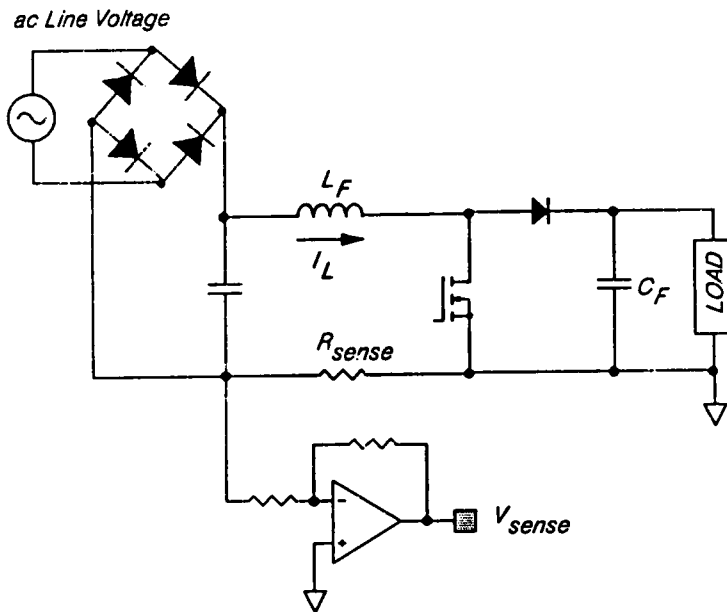 ac Line Voltage
L_F
I_L
C_F
LOAD
R_sense
V_sense